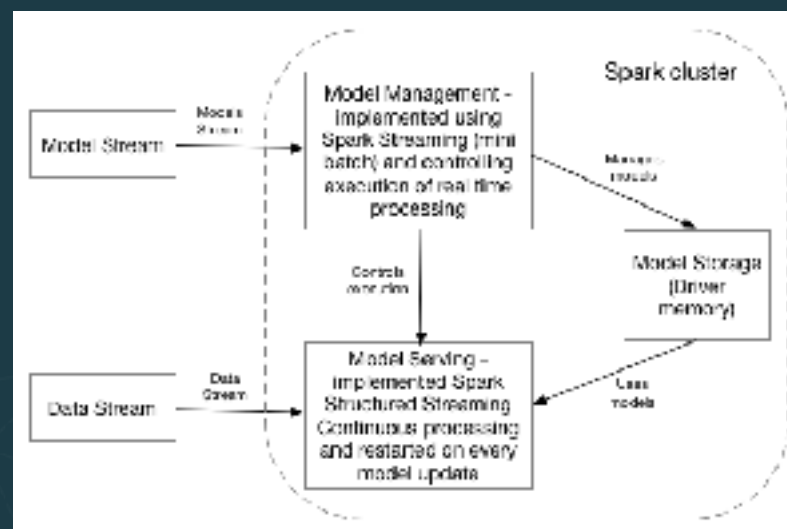 Spark cluster
Model Stream
Models
Stream
Model Management -
implemented using
Spark Streaming (mini
batch) and controlling
execution of real time
processing
Manages
models
Model Storage
(Driver
memory)
Controls
execution
Data Stream
Data
Stream
Model Serving -
implemented Spark
Structured Streaming
Continuous processing
and restarted on every
model update
Uses
models